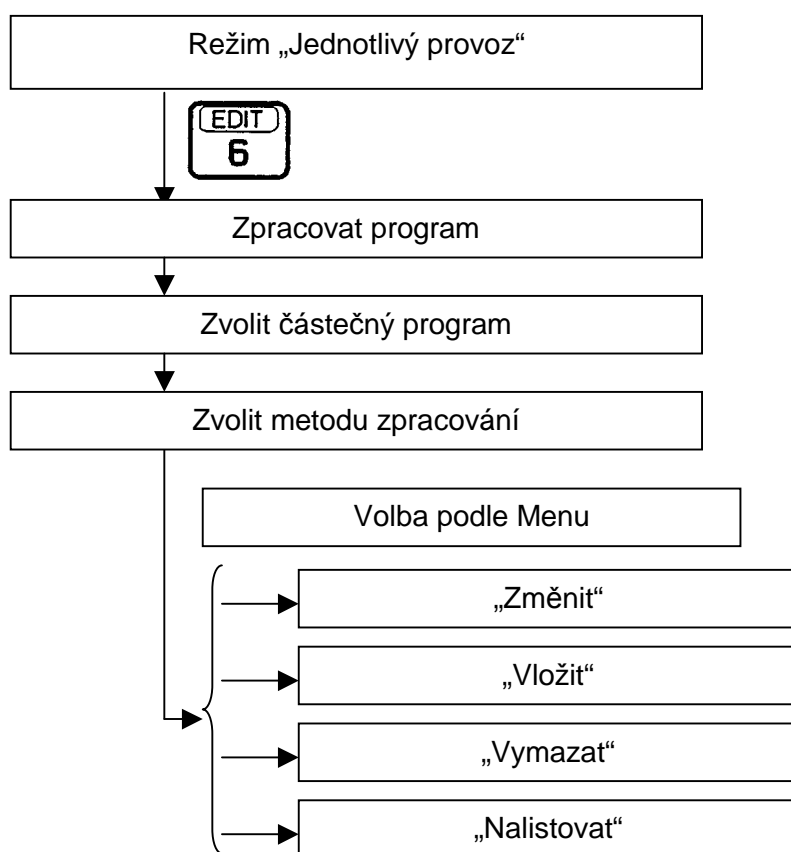 Režim „Jednotlivý provoz“
EDIT
6
Zpracovat program
Zvolit částečný program
Zvolit metodu zpracování
Volba podle Menu
„Změnit“
„Vložit“
„Vymazat“
„Nalistovat“